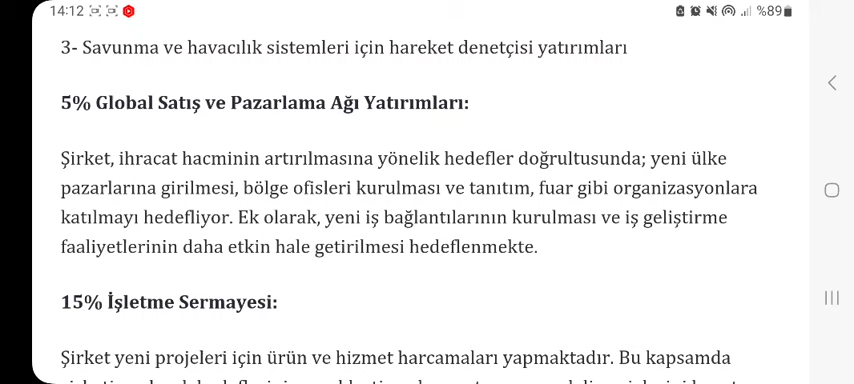 14:12
%89
3- Savunma ve havacılık sistemleri için hareket denetçisi yatırımları
5% Global Satış ve Pazarlama Ağı Yatırımları:
Şirket, ihracat hacminin artırılmasına yönelik hedefler doğrultusunda; yeni ülke
pazarlarına girilmesi, bölge ofisleri kurulması ve tanıtım, fuar gibi organizasyonlara
katılmayı hedefliyor. Ek olarak, yeni iş bağlantılarının kurulması ve iş geliştirme
faaliyetlerinin daha etkin hale getirilmesi hedeflenmekte.
15% İşletme Sermayesi:
Şirket yeni projeleri için ürün ve hizmet harcamaları yapmaktadır. Bu kapsamda